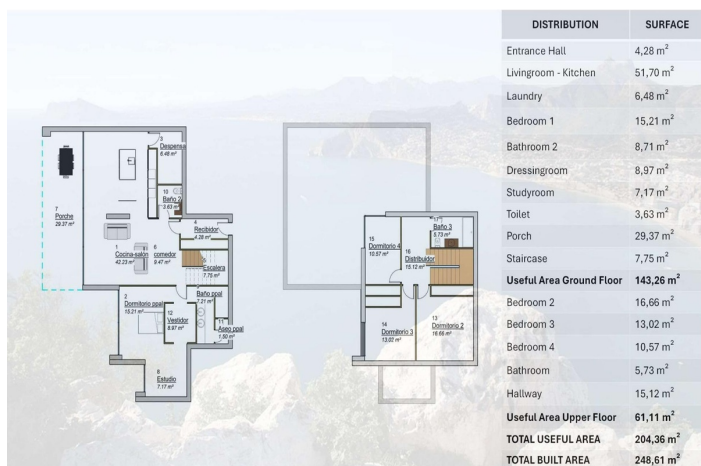 3
Despensa
6.48 m²
10
Baño 2
3.63 m²
4
Recibidor
4.28 m²
7
Porche
29.37 m²
1
Cocina-salón
42.23 m²
6
comedor
9.47 m²
Escalera
7.75 m²
2
Dormitorio ppal
15.21 m²
Baño ppal
7.21 m²
12
Vestidor
8.97 m²
11
Aseo ppal
1.50 m²
8
Estudio
7.17 m²
17
Baño 3
5.73 m²
15
Dormitorio 4
10.57 m²
16
Distribuidor
15.12 m²
14
Dormitorio 3
13,02 m²
13
Dormitorio 2
16.66 m²
DISTRIBUTION SURFACE
Entrance Hall 4,28 m²
Livingroom - Kitchen 51,70 m²
Laundry 6,48 m²
Bedroom 1 15,21 m²
Bathroom 2 8,71 m²
Dressingroom 8,97 m²
Studyroom 7,17 m²
Toilet 3,63 m²
Porch 29,37 m²
Staircase 7,75 m²
Useful Area Ground Floor 143,26 m²
Bedroom 2 16,66 m²
Bedroom 3 13,02 m²
Bedroom 4 10,57 m²
Bathroom 5,73 m²
Hallway 15,12 m²
Useful Area Upper Floor 61,11 m²
TOTAL USEFUL AREA 204,36 m²
TOTAL BUILT AREA 248,61 m²